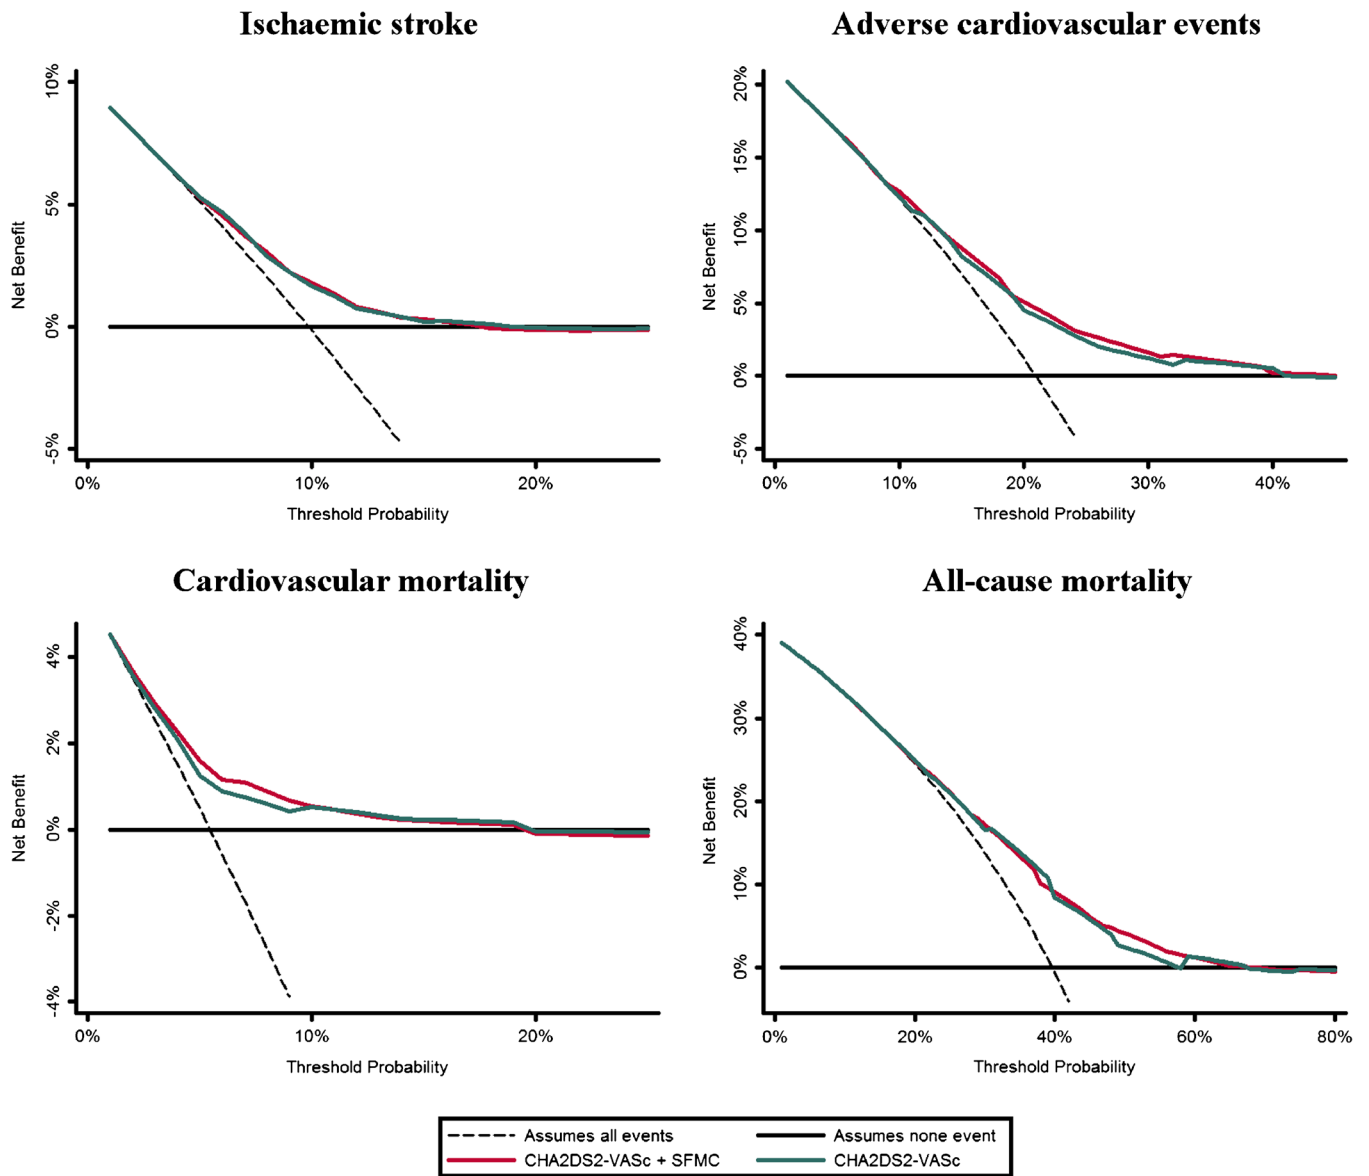 Ischaemic stroke
Adverse cardiovascular events
10%
5%
0%
-5%
Net Benefit
0%
10%
20%
Threshold Probability
20%
15%
10%
5%
0%
-5%
Net Benefit
0%
10%
20%
30%
40%
Threshold Probability
Cardiovascular mortality
All-cause mortality
4%
2%
0%
-2%
-4%
Net Benefit
0%
10%
20%
Threshold Probability
40%
30%
20%
10%
0%
Net Benefit
0%
20%
40%
60%
80%
Threshold Probability
Assumes all events
Assumes none event
CHA2DS2-VASc + SFMC
CHA2DS2-VASc